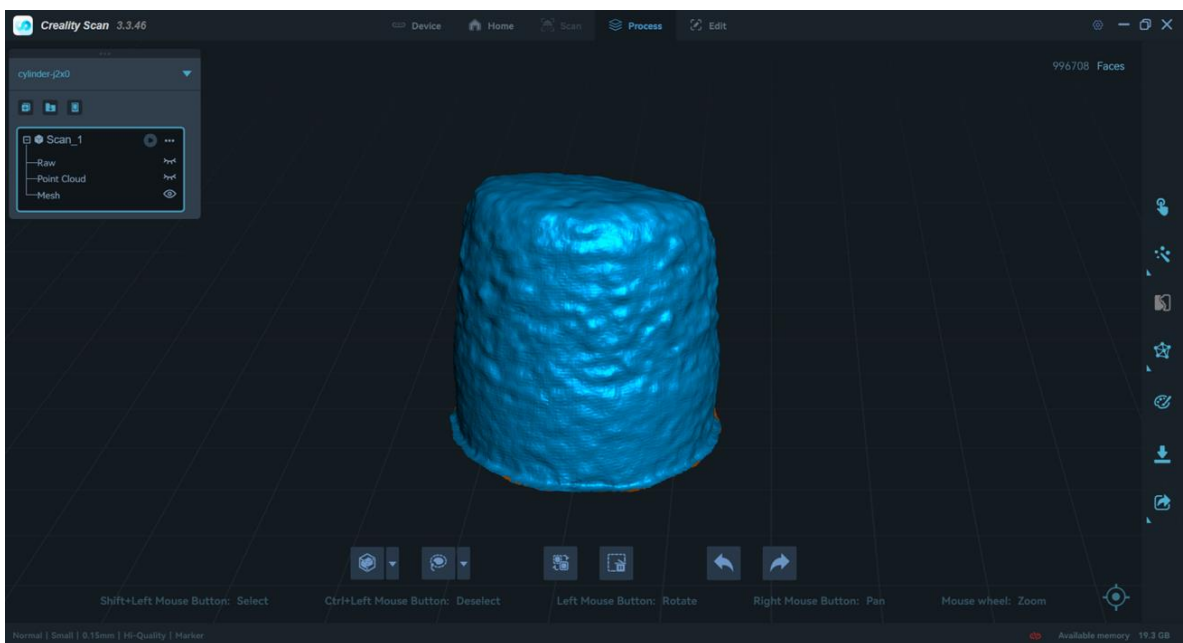 Creality Scan 3.3.46
Device
Home
Scan
Process
Edit
cylinder-j2x0
996708 Faces
Scan_1
Raw
Point Cloud
Mesh
Shift+Left Mouse Button: Select
Ctrl+Left Mouse Button: Deselect
Left Mouse Button: Rotate
Right Mouse Button: Pan
Mouse wheel: Zoom
Normal | Small | 0.15mm | Hi-Quality | Marker
Available memory 19.3 GB